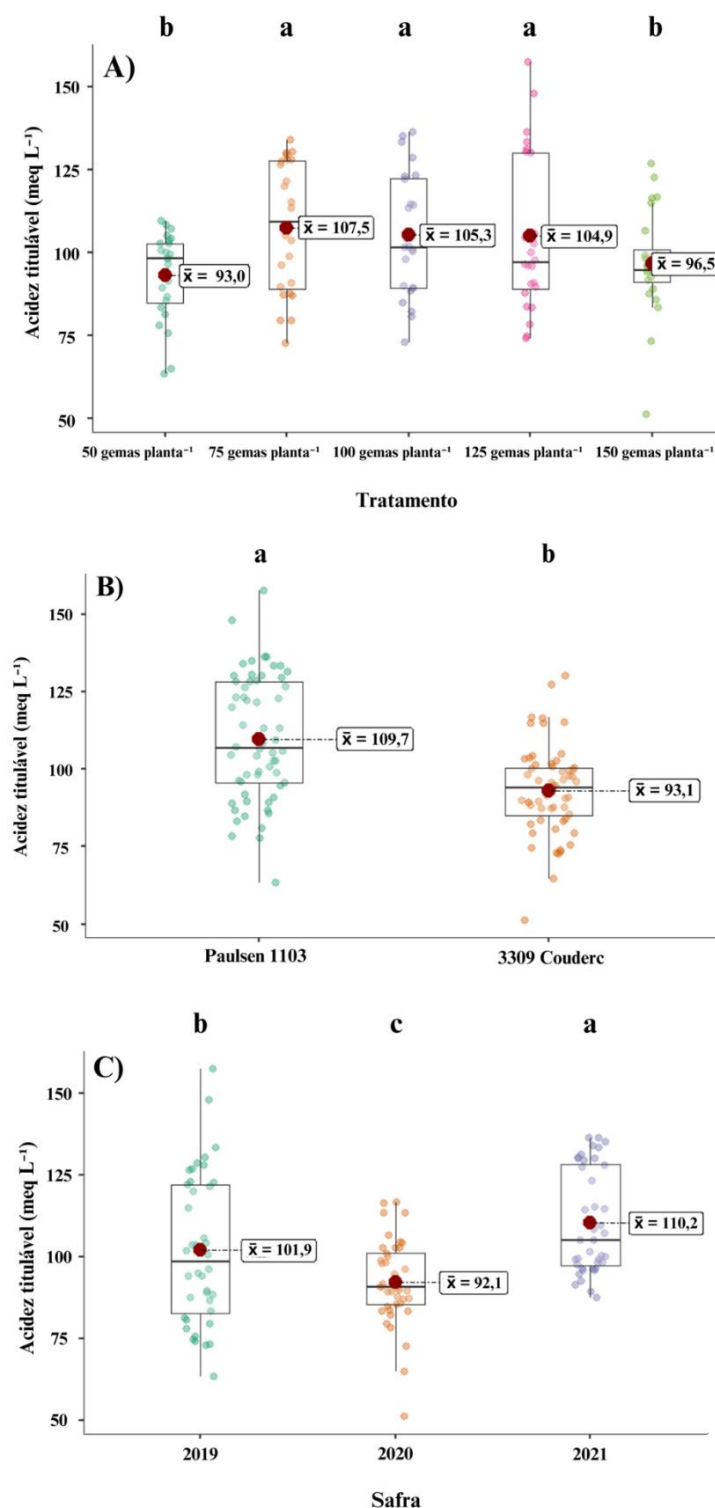 b a a a b
A)
Acidez titulável (meq L⁻¹)
150
125
100
75
50
x̄ = 93,0
x̄ = 107,5
x̄ = 105,3
x̄ = 104,9
x̄ = 96,5
50 gemas planta⁻¹ 75 gemas planta⁻¹ 100 gemas planta⁻¹ 125 gemas planta⁻¹ 150 gemas planta⁻¹
Tratamento
a b
B)
Acidez titulável (meq L⁻¹)
150
125
100
75
50
x̄ = 109,7
x̄ = 93,1
Paulsen 1103 3309 Couderc
b c a
C)
Acidez titulável (meq L⁻¹)
150
125
100
75
50
x̄ = 101,9
x̄ = 92,1
x̄ = 110,2
2019 2020 2021
Safra